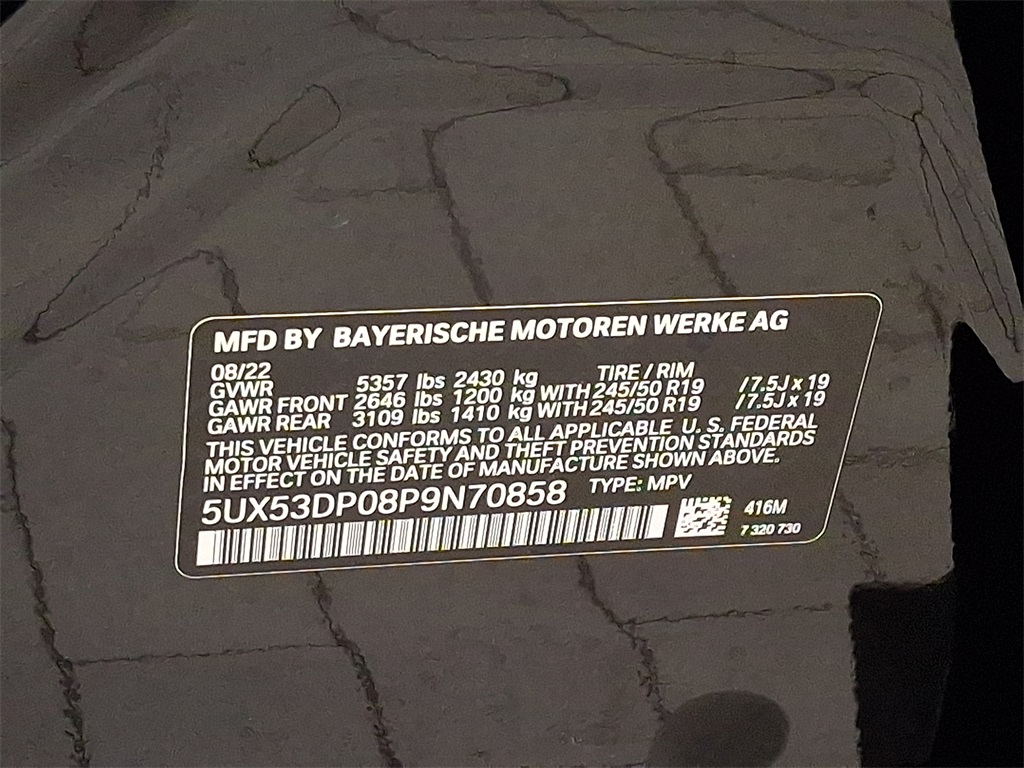 MFD BY BAYERISCHE MOTOREN WERKE AG
08/22 TIRE / RIM
GVWR 5357 lbs 2430 kg
GAWR FRONT 2646 lbs 1200 kg WITH 245/50 R19 / 7.5J x 19
GAWR REAR 3109 lbs 1410 kg WITH 245/50 R19 / 7.5J x 19
THIS VEHICLE CONFORMS TO ALL APPLICABLE U. S. FEDERAL
MOTOR VEHICLE SAFETY AND THEFT PREVENTION STANDARDS
IN EFFECT ON THE DATE OF MANUFACTURE SHOWN ABOVE.
5UX53DP08P9N70858 TYPE: MPV
416M
7 320 730